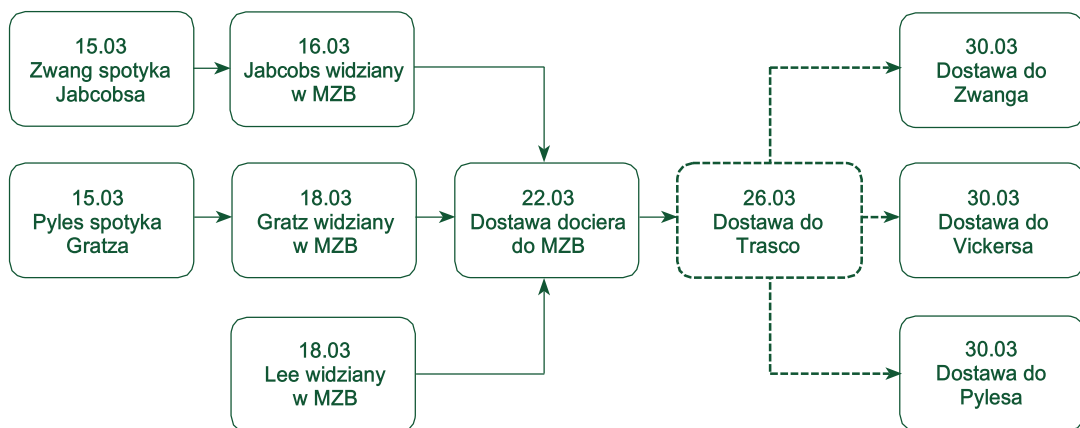 15.03
Zwang spotyka
Jabcobsa
16.03
Jabcobs widziany
w MZB
30.03
Dostawa do
Zwanga
15.03
Pyles spotyka
Gratza
18.03
Gratz widziany
w MZB
22.03
Dostawa dociera
do MZB
26.03
Dostawa do
Trasco
30.03
Dostawa do
Vickersa
18.03
Lee widziany
w MZB
30.03
Dostawa do
Pylesa